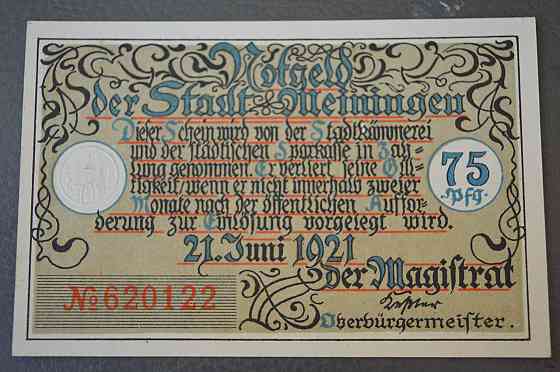 Notgeld
der Stadt Meiningen
Dieser Schein wird von der Stadtkämmerei
und der städtischen Sparkasse in Zah-
lung genommen. Er verliert seine Gül-
tigkeit, wenn er nicht innerhalb zweier
Monate nach der öffentlichen Auffor-
derung zur Einlösung vorgelegt wird.
75
Pfg.
21. Juni 1921
der Magistrat
№ 620122
Oberbürgermeister.